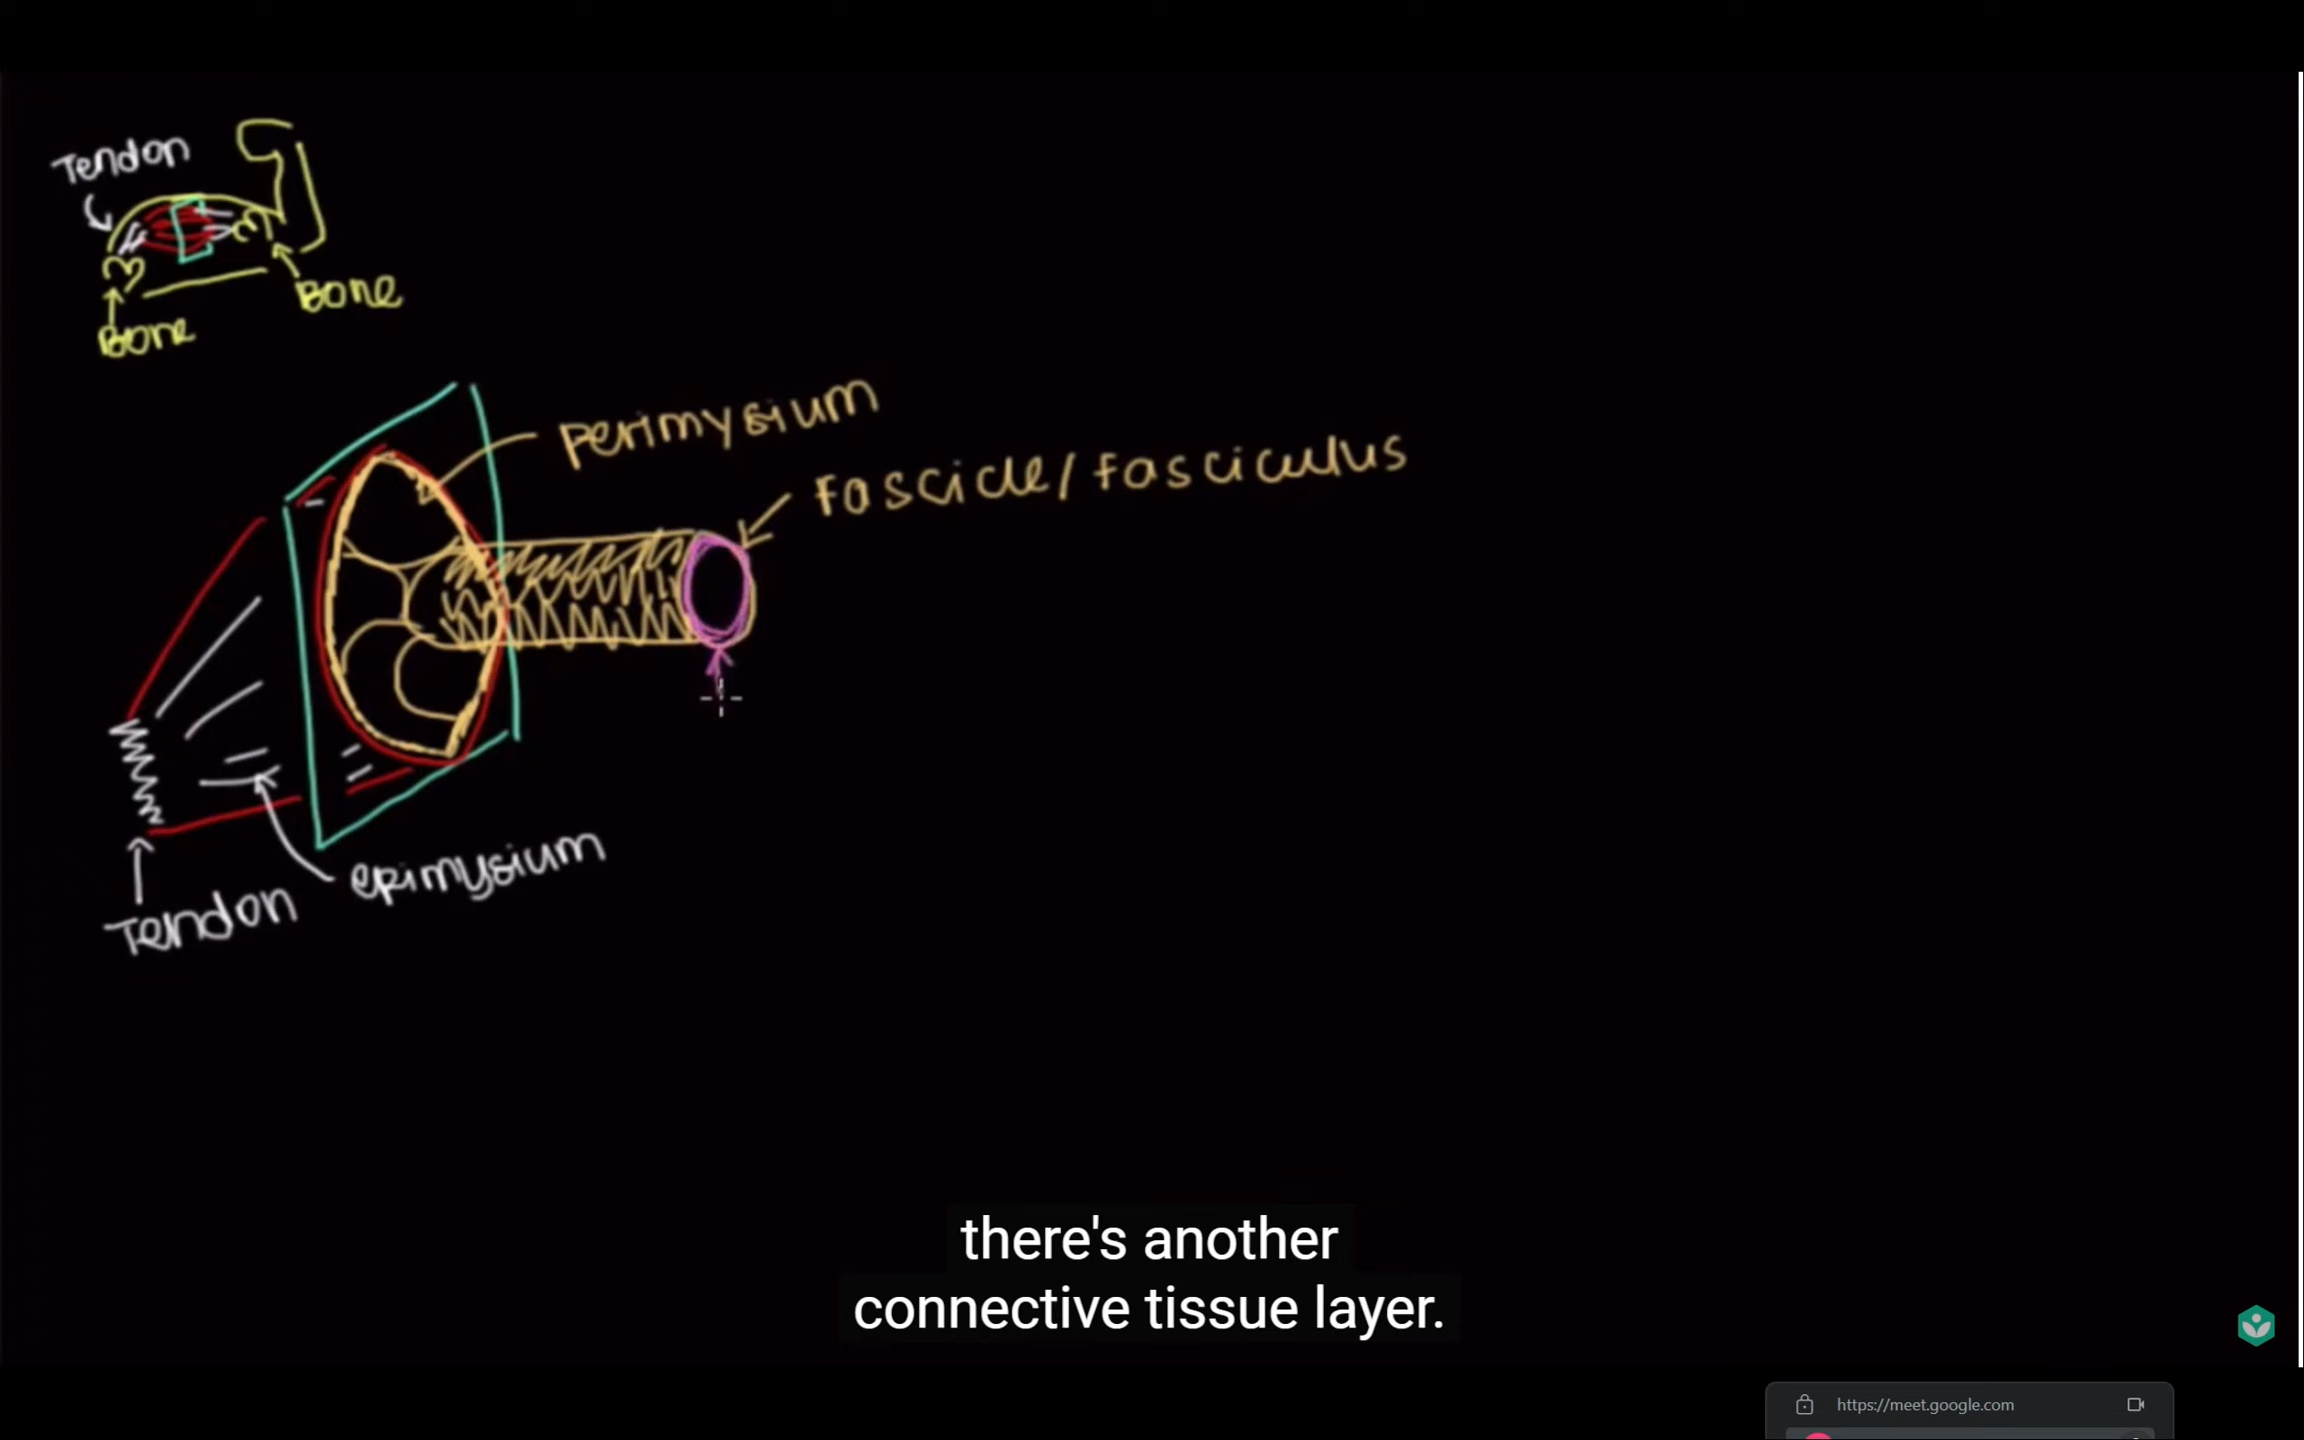 Tendon
Bone
Bone
Perimysium
Fascicle/fasciculus
epimysium
Tendon
there's another
connective tissue layer.
https://meet.google.com